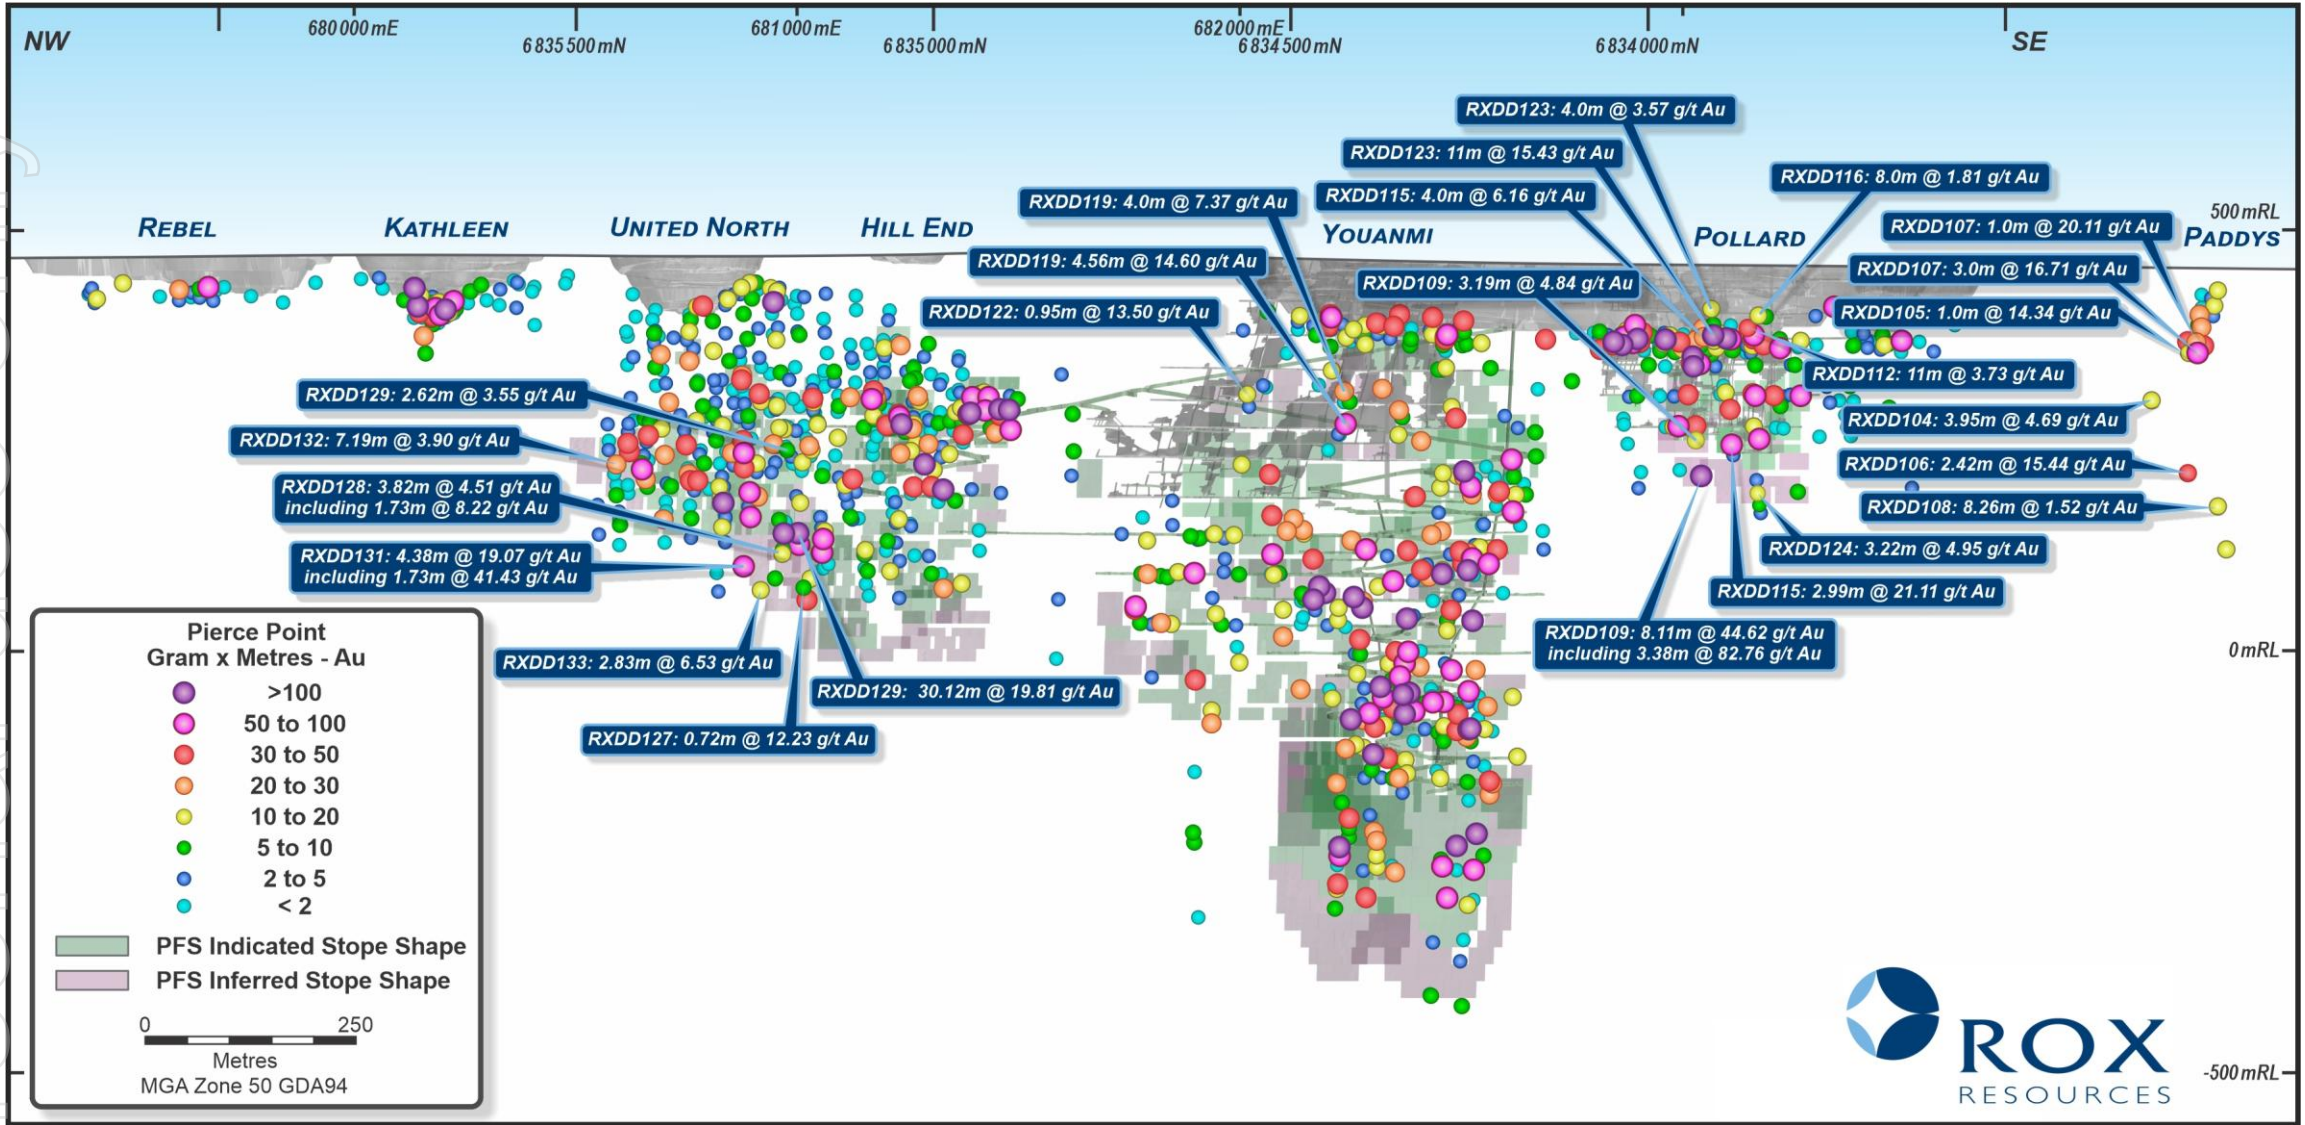 NW
680 000 mE
6 835 500 mN
681 000 mE
6 835 000 mN
682 000 mE
6 834 500 mN
6 834 000 mN
SE
REBEL
KATHLEEN
UNITED NORTH
HILL END
YOUANMI
POLLARD
PADDYS
500 mRL
0 mRL
-500 mRL
RXDD123: 4.0m @ 3.57 g/t Au
RXDD123: 11m @ 15.43 g/t Au
RXDD115: 4.0m @ 6.16 g/t Au
RXDD116: 8.0m @ 1.81 g/t Au
RXDD119: 4.0m @ 7.37 g/t Au
RXDD107: 1.0m @ 20.11 g/t Au
RXDD119: 4.56m @ 14.60 g/t Au
RXDD107: 3.0m @ 16.71 g/t Au
RXDD109: 3.19m @ 4.84 g/t Au
RXDD122: 0.95m @ 13.50 g/t Au
RXDD105: 1.0m @ 14.34 g/t Au
RXDD112: 11m @ 3.73 g/t Au
RXDD129: 2.62m @ 3.55 g/t Au
RXDD104: 3.95m @ 4.69 g/t Au
RXDD132: 7.19m @ 3.90 g/t Au
RXDD106: 2.42m @ 15.44 g/t Au
RXDD128: 3.82m @ 4.51 g/t Au
including 1.73m @ 8.22 g/t Au
RXDD108: 8.26m @ 1.52 g/t Au
RXDD124: 3.22m @ 4.95 g/t Au
RXDD131: 4.38m @ 19.07 g/t Au
including 1.73m @ 41.43 g/t Au
RXDD115: 2.99m @ 21.11 g/t Au
RXDD109: 8.11m @ 44.62 g/t Au
including 3.38m @ 82.76 g/t Au
RXDD133: 2.83m @ 6.53 g/t Au
RXDD129: 30.12m @ 19.81 g/t Au
RXDD127: 0.72m @ 12.23 g/t Au
Pierce Point
Gram x Metres - Au
>100
50 to 100
30 to 50
20 to 30
10 to 20
5 to 10
2 to 5
< 2
PFS Indicated Stope Shape
PFS Inferred Stope Shape
0 250
Metres
MGA Zone 50 GDA94
ROX
RESOURCES